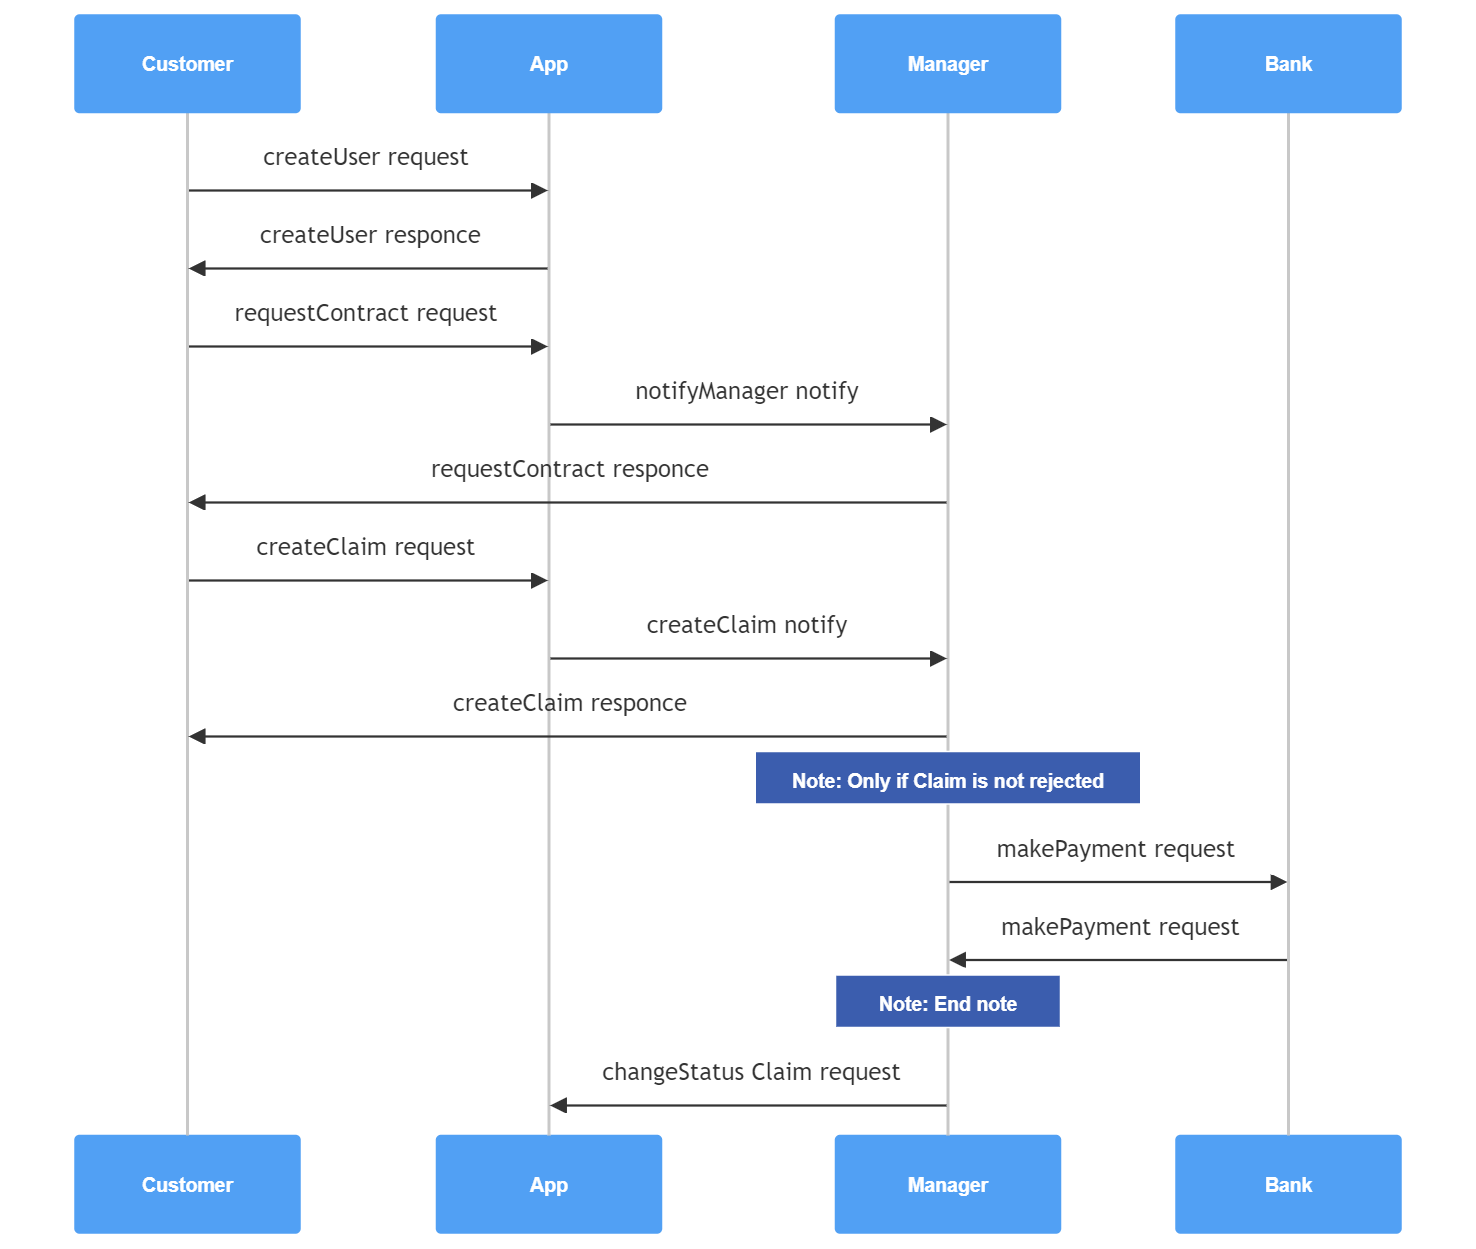 Customer
App
Manager
Bank
createUser request
createUser responce
requestContract request
notifyManager notify
requestContract responce
createClaim request
createClaim notify
createClaim responce
Note: Only if Claim is not rejected
makePayment request
makePayment request
Note: End note
changeStatus Claim request
Customer
App
Manager
Bank